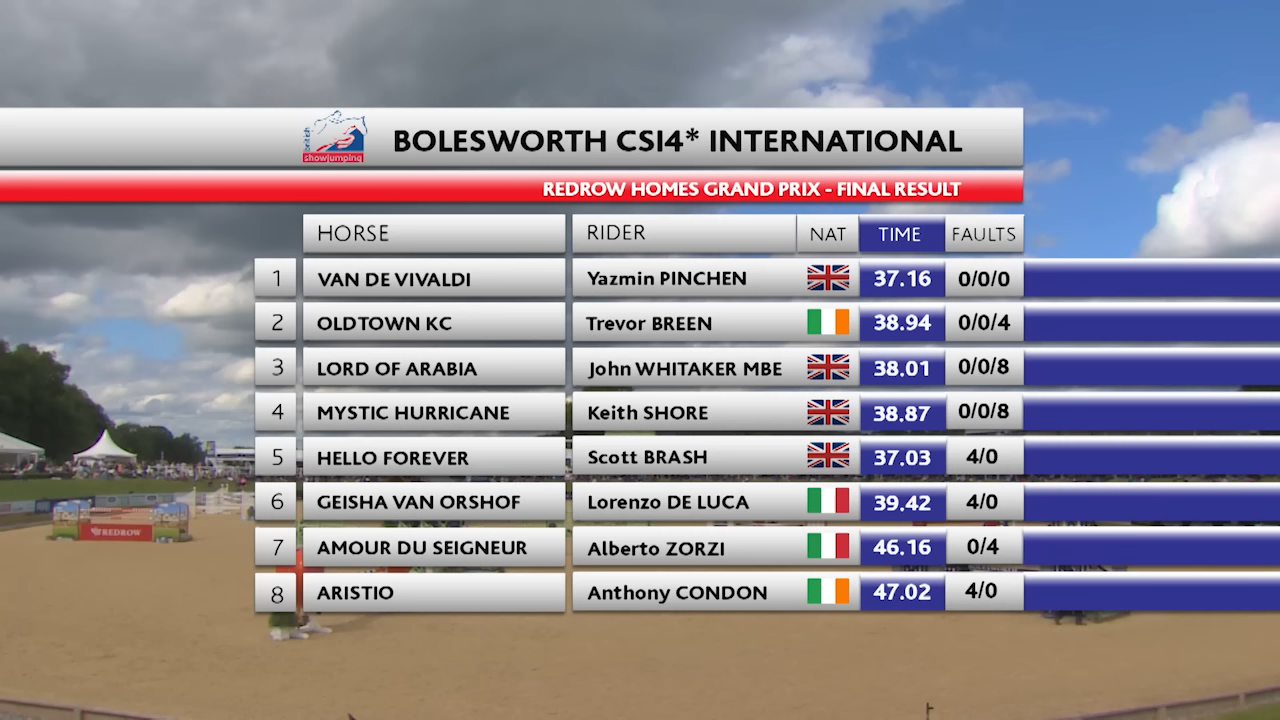 british
showjumping
BOLESWORTH CSI4* INTERNATIONAL
REDROW HOMES GRAND PRIX - FINAL RESULT
HORSE RIDER NAT TIME FAULTS
1 VAN DE VIVALDI Yazmin PINCHEN 37.16 0/0/0
2 OLDTOWN KC Trevor BREEN 38.94 0/0/4
3 LORD OF ARABIA John WHITAKER MBE 38.01 0/0/8
4 MYSTIC HURRICANE Keith SHORE 38.87 0/0/8
5 HELLO FOREVER Scott BRASH 37.03 4/0
6 GEISHA VAN ORSHOF Lorenzo DE LUCA 39.42 4/0
REDROW
7 AMOUR DU SEIGNEUR Alberto ZORZI 46.16 0/4
8 ARISTIO Anthony CONDON 47.02 4/0